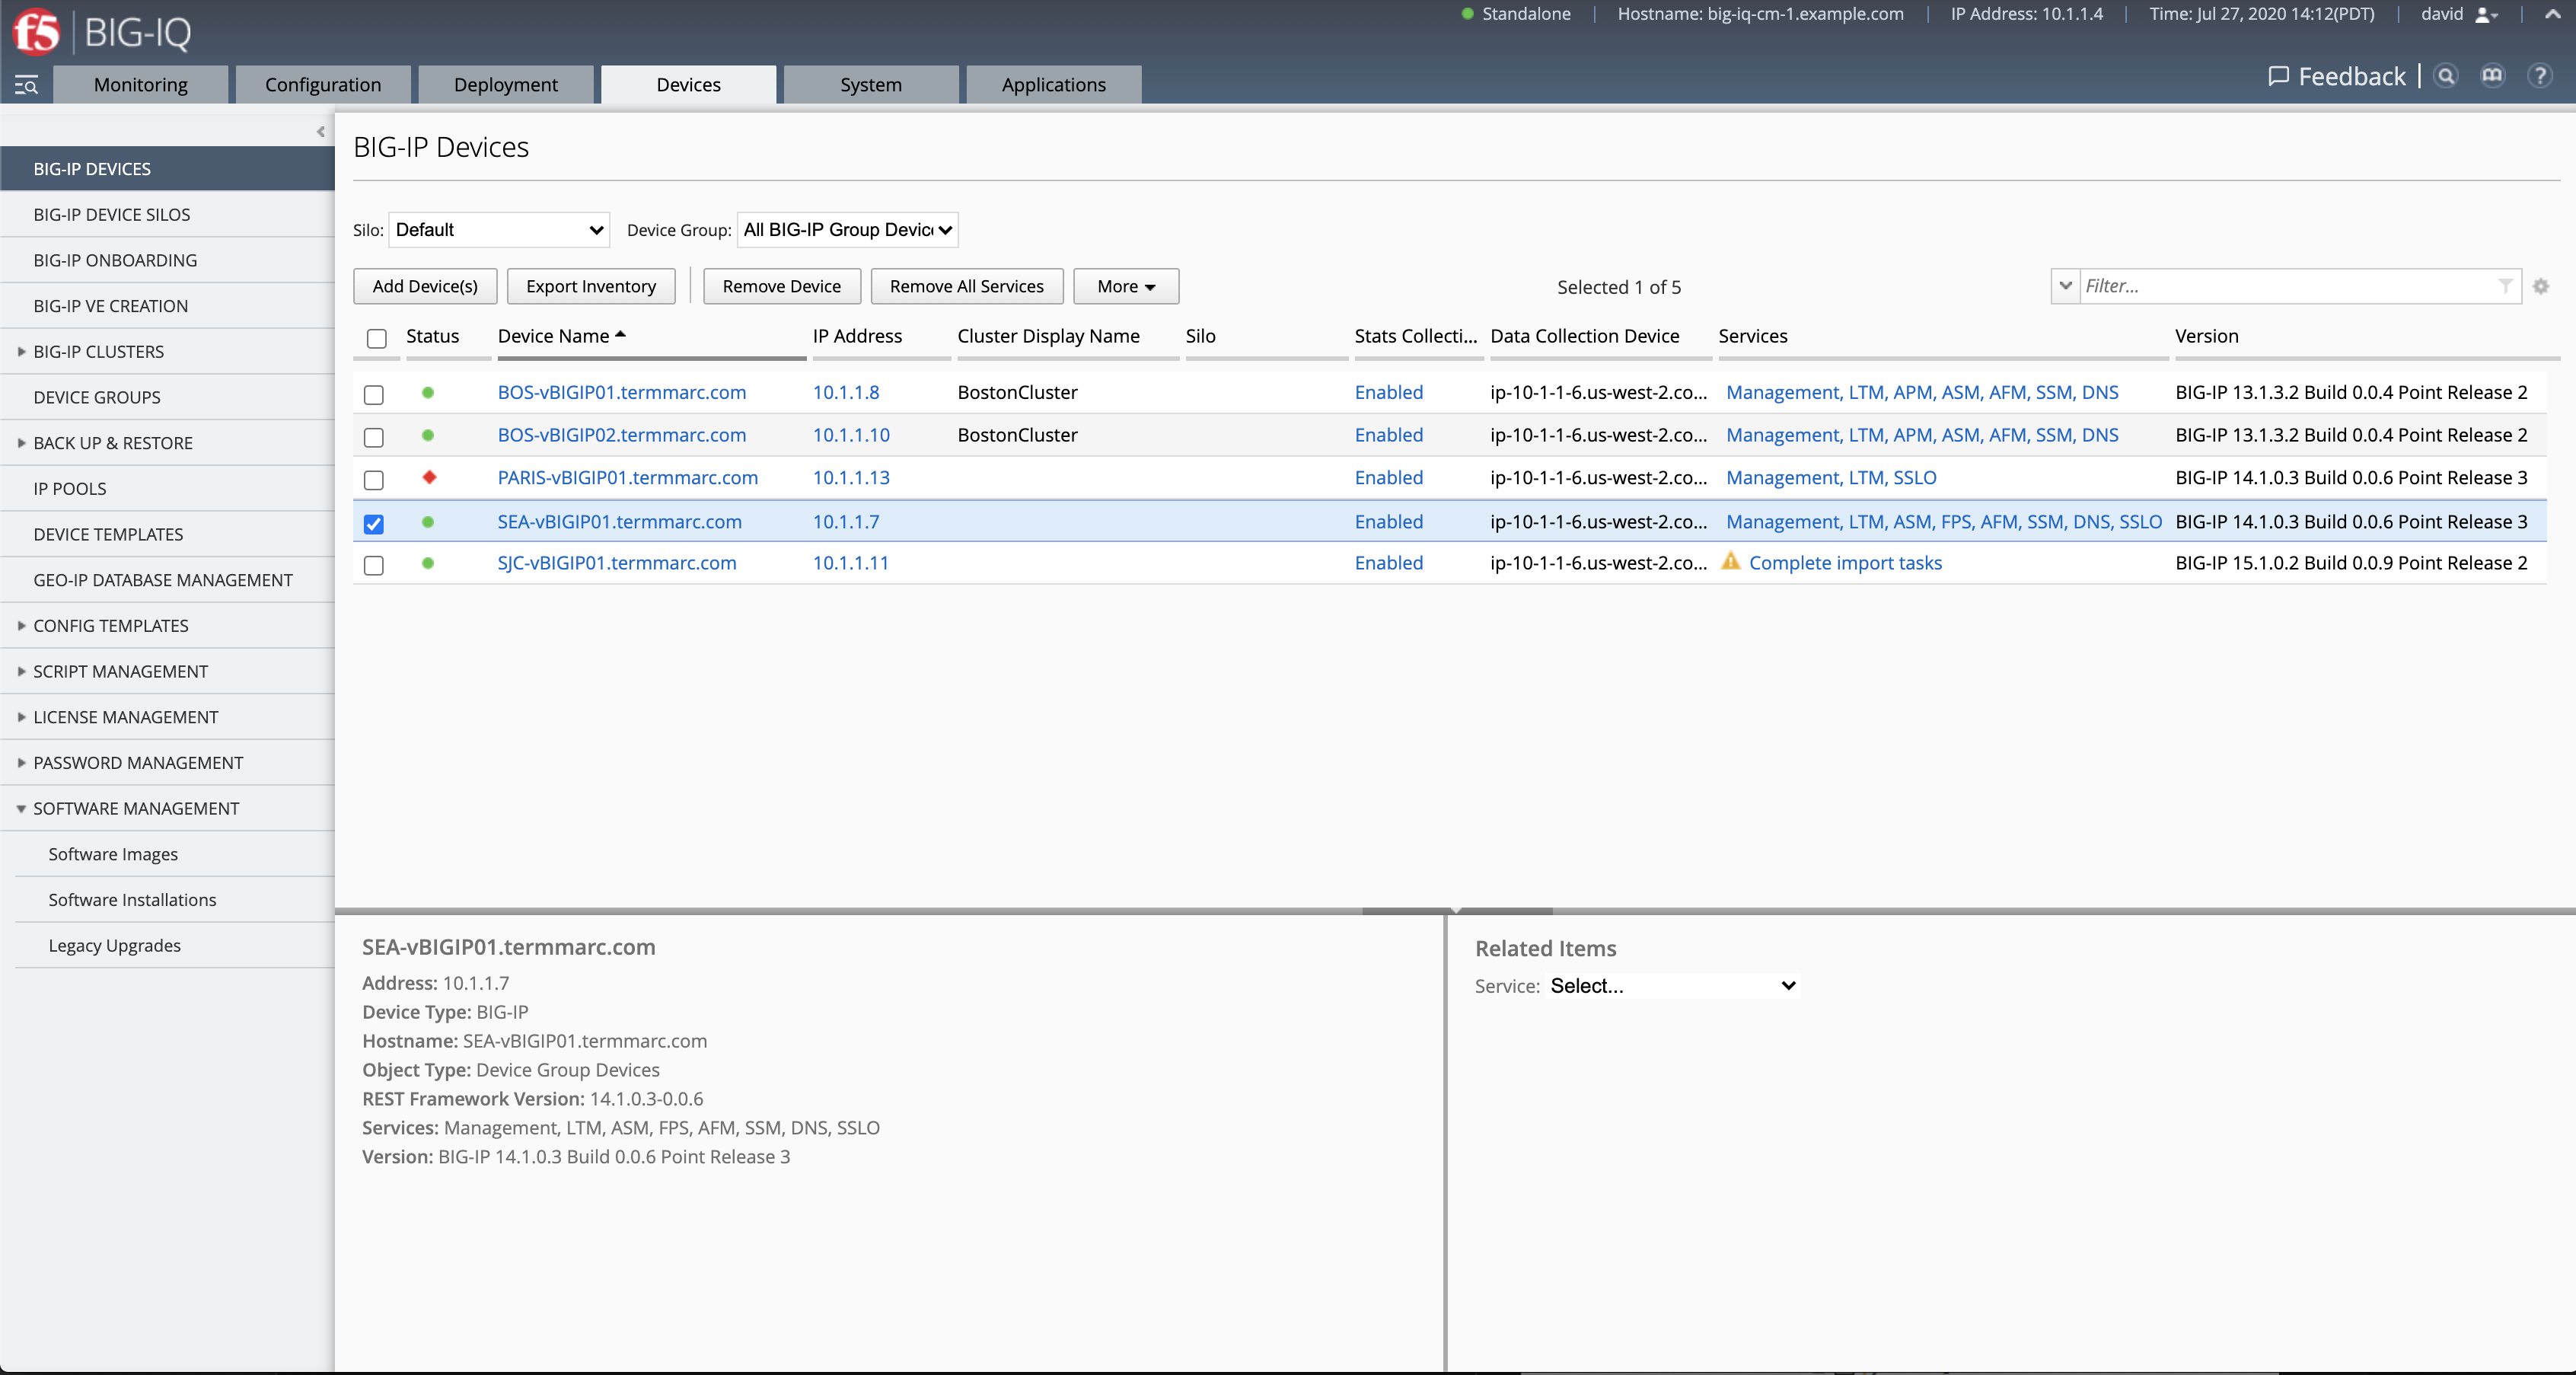 f5 BIG-IQ
Standalone | Hostname: big-iq-cm-1.example.com | IP Address: 10.1.1.4 | Time: Jul 27, 2020 14:12(PDT) | david
Monitoring Configuration Deployment Devices System Applications
Feedback | ?
BIG-IP DEVICES
BIG-IP DEVICE SILOS
BIG-IP ONBOARDING
BIG-IP VE CREATION
BIG-IP CLUSTERS
DEVICE GROUPS
BACK UP & RESTORE
IP POOLS
DEVICE TEMPLATES
GEO-IP DATABASE MANAGEMENT
CONFIG TEMPLATES
SCRIPT MANAGEMENT
LICENSE MANAGEMENT
PASSWORD MANAGEMENT
SOFTWARE MANAGEMENT
Software Images
Software Installations
Legacy Upgrades
BIG-IP Devices
Silo: Default Device Group: All BIG-IP Group Devic
Add Device(s) Export Inventory Remove Device Remove All Services More Selected 1 of 5 Filter...
Status Device Name IP Address Cluster Display Name Silo Stats Collecti... Data Collection Device Services Version
BOS-vBIGIP01.termmarc.com 10.1.1.8 BostonCluster Enabled ip-10-1-1-6.us-west-2.co... Management, LTM, APM, ASM, AFM, SSM, DNS BIG-IP 13.1.3.2 Build 0.0.4 Point Release 2
BOS-vBIGIP02.termmarc.com 10.1.1.10 BostonCluster Enabled ip-10-1-1-6.us-west-2.co... Management, LTM, APM, ASM, AFM, SSM, DNS BIG-IP 13.1.3.2 Build 0.0.4 Point Release 2
PARIS-vBIGIP01.termmarc.com 10.1.1.13 Enabled ip-10-1-1-6.us-west-2.co... Management, LTM, SSLO BIG-IP 14.1.0.3 Build 0.0.6 Point Release 3
SEA-vBIGIP01.termmarc.com 10.1.1.7 Enabled ip-10-1-1-6.us-west-2.co... Management, LTM, ASM, FPS, AFM, SSM, DNS, SSLO BIG-IP 14.1.0.3 Build 0.0.6 Point Release 3
SJC-vBIGIP01.termmarc.com 10.1.1.11 Enabled ip-10-1-1-6.us-west-2.co... Complete import tasks BIG-IP 15.1.0.2 Build 0.0.9 Point Release 2
SEA-vBIGIP01.termmarc.com
Address: 10.1.1.7
Device Type: BIG-IP
Hostname: SEA-vBIGIP01.termmarc.com
Object Type: Device Group Devices
REST Framework Version: 14.1.0.3-0.0.6
Services: Management, LTM, ASM, FPS, AFM, SSM, DNS, SSLO
Version: BIG-IP 14.1.0.3 Build 0.0.6 Point Release 3
Related Items
Service: Select...